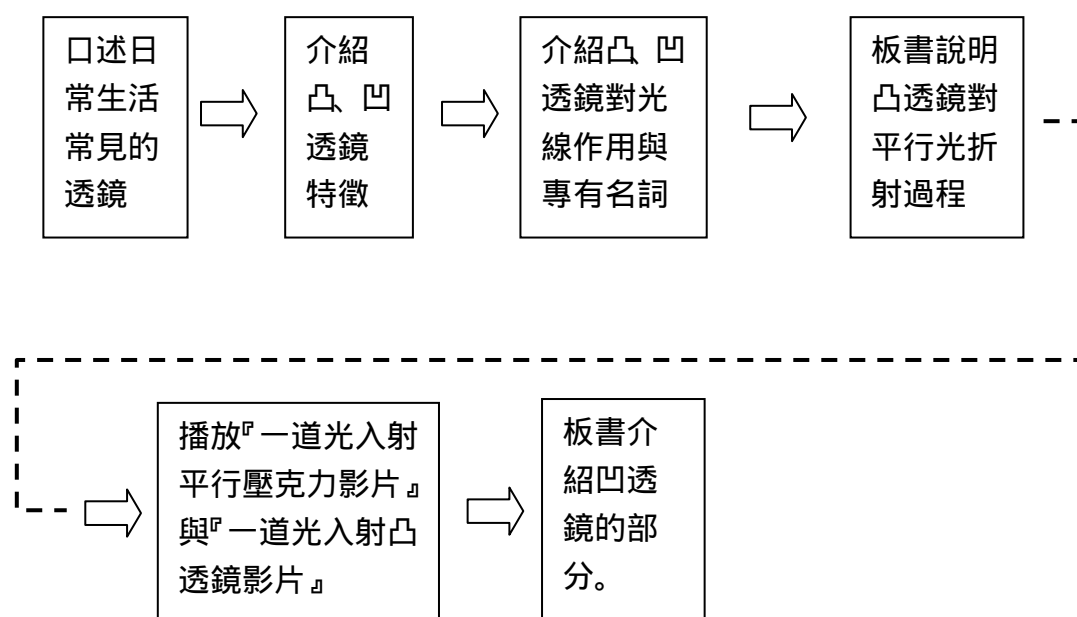 口述日
常生活
常見的
透鏡
介紹
凸、凹
透鏡
特徵
介紹凸、凹
透鏡對光
線作用與
專有名詞
板書說明
凸透鏡對
平行光折
射過程
播放『一道光入射
平行壓克力影片』
與『一道光入射凸
透鏡影片』
板書介
紹凹透
鏡的部
分。